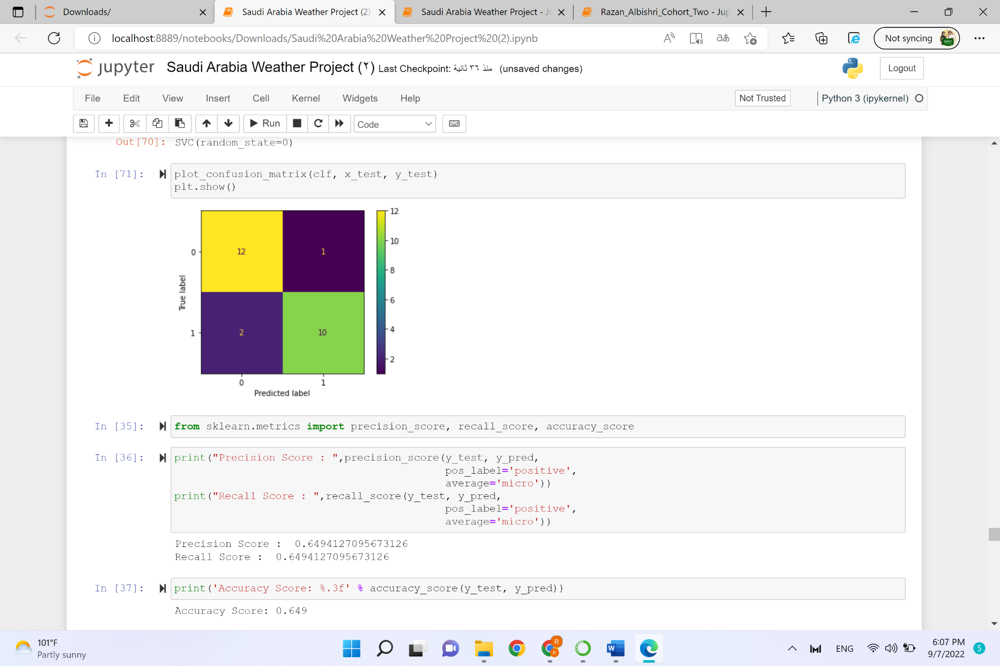 Downloads/
Saudi Arabia Weather Project (2)
Saudi Arabia Weather Project - Ju
Razan_Albishri_Cohort_Two - Jup
localhost:8889/notebooks/Downloads/Saudi%20Arabia%20Weather%20Project%20(2).ipynb
Not syncing
jupyter Saudi Arabia Weather Project (٢) Last Checkpoint: منذ ٣٦ ثانية (unsaved changes)
Logout
File Edit View Insert Cell Kernel Widgets Help
Not Trusted
Python 3 (ipykernel)
Run
Code
Out[70]: SVC(random_state=0)
In [71]: plot_confusion_matrix(clf, x_test, y_test)
plt.show()
12
10
8
6
4
2
12 1
2 10
0
1
True label
0 1
Predicted label
In [35]: from sklearn.metrics import precision_score, recall_score, accuracy_score
In [36]: print("Precision Score : ",precision_score(y_test, y_pred,
pos_label='positive',
average='micro'))
print("Recall Score : ",recall_score(y_test, y_pred,
pos_label='positive',
average='micro'))
Precision Score :  0.6494127095673126
Recall Score :  0.6494127095673126
In [37]: print('Accuracy Score: %.3f' % accuracy_score(y_test, y_pred))
Accuracy Score: 0.649
101°F
Partly sunny
R
R
W
ENG
6:07 PM
9/7/2022
5